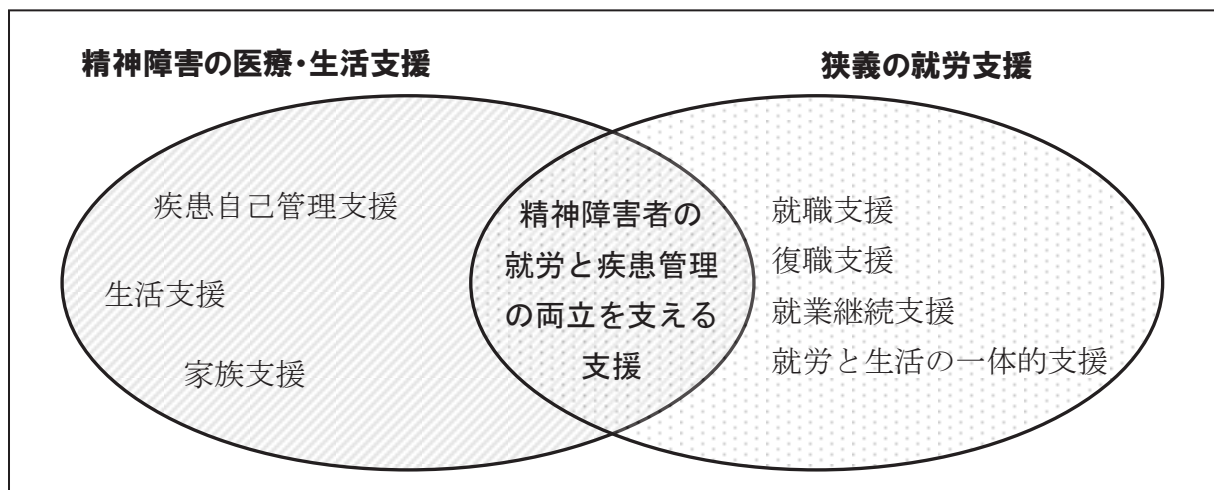 精神障害の医療・生活支援
狭義の就労支援
疾患自己管理支援
生活支援
家族支援
精神障害者の
就労と疾患管理
の両立を支える
支援
就職支援
復職支援
就業継続支援
就労と生活の一体的支援